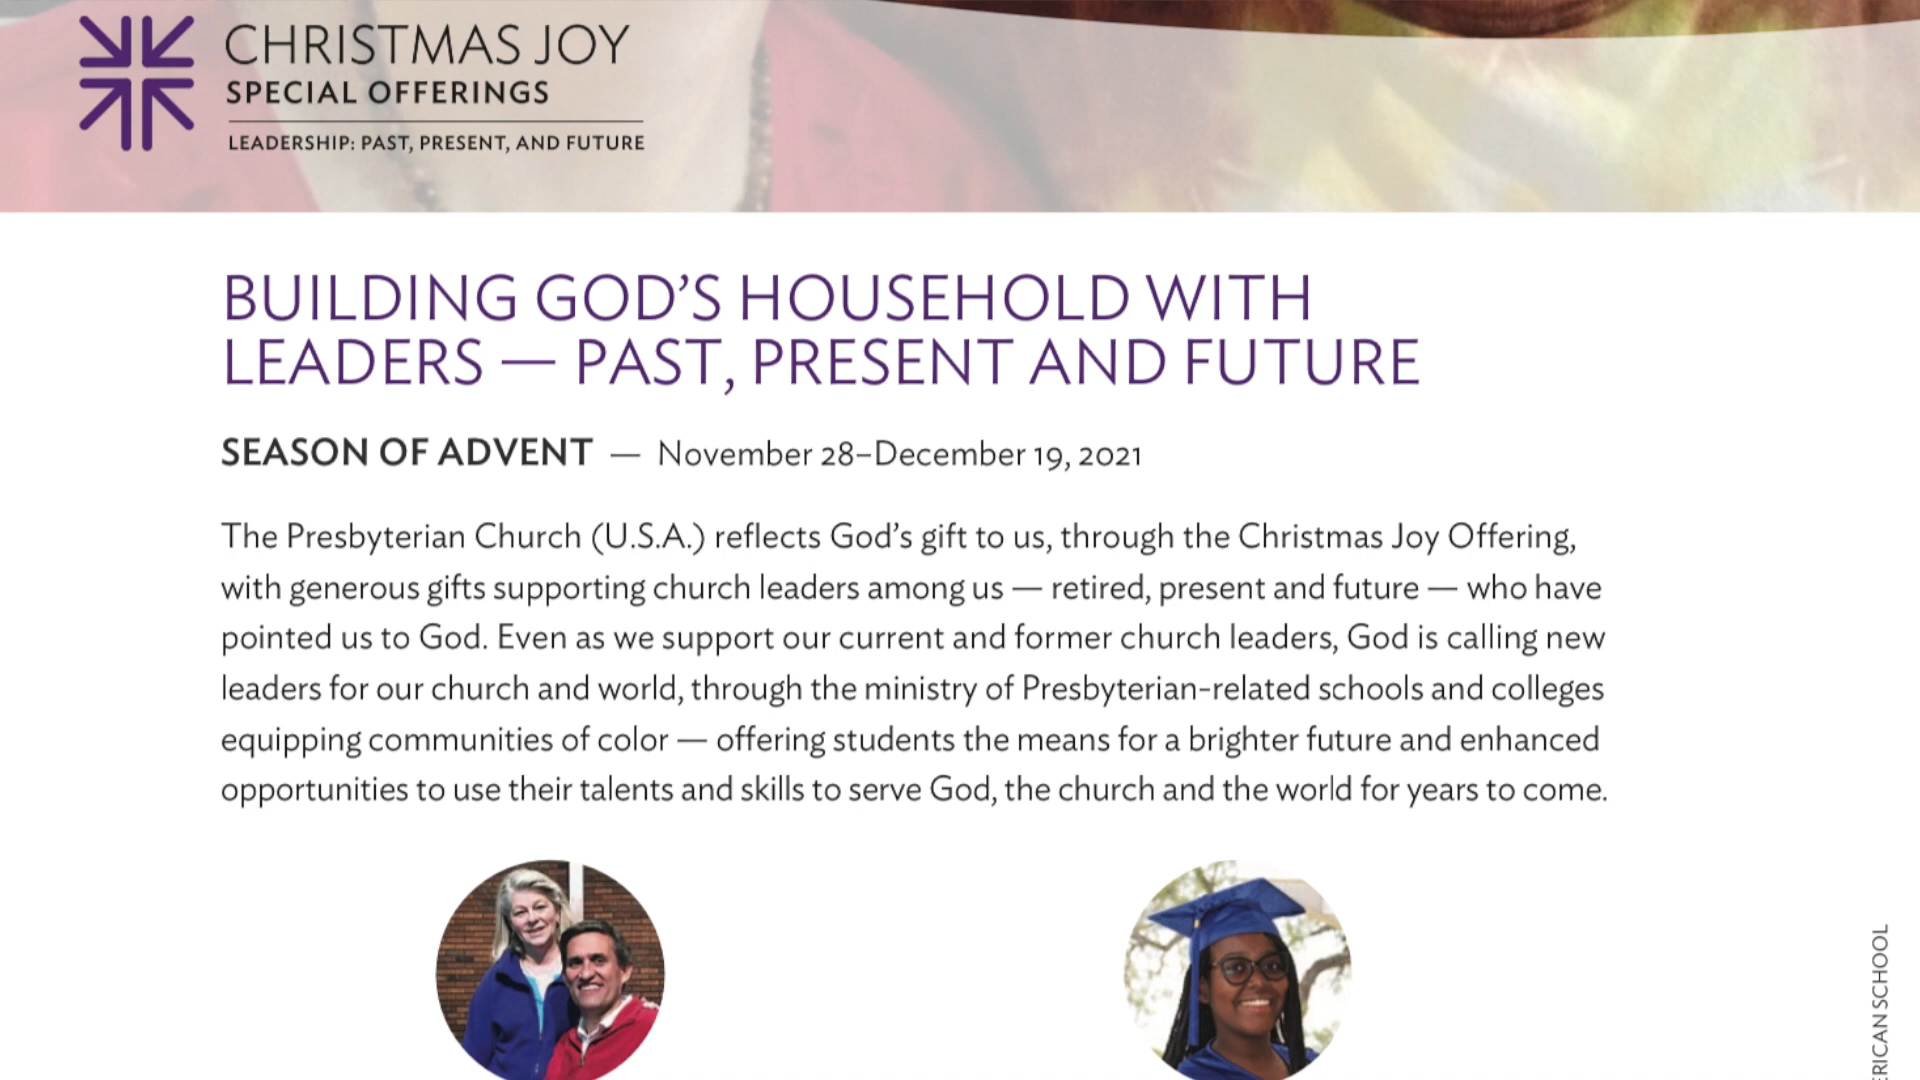 CHRISTMAS JOY
SPECIAL OFFERINGS
LEADERSHIP: PAST, PRESENT, AND FUTURE
BUILDING GOD’S HOUSEHOLD WITH
LEADERS — PAST, PRESENT AND FUTURE
SEASON OF ADVENT — November 28–December 19, 2021
The Presbyterian Church (U.S.A.) reflects God’s gift to us, through the Christmas Joy Offering,
with generous gifts supporting church leaders among us — retired, present and future — who have
pointed us to God. Even as we support our current and former church leaders, God is calling new
leaders for our church and world, through the ministry of Presbyterian-related schools and colleges
equipping communities of color — offering students the means for a brighter future and enhanced
opportunities to use their talents and skills to serve God, the church and the world for years to come.
SCHOOL